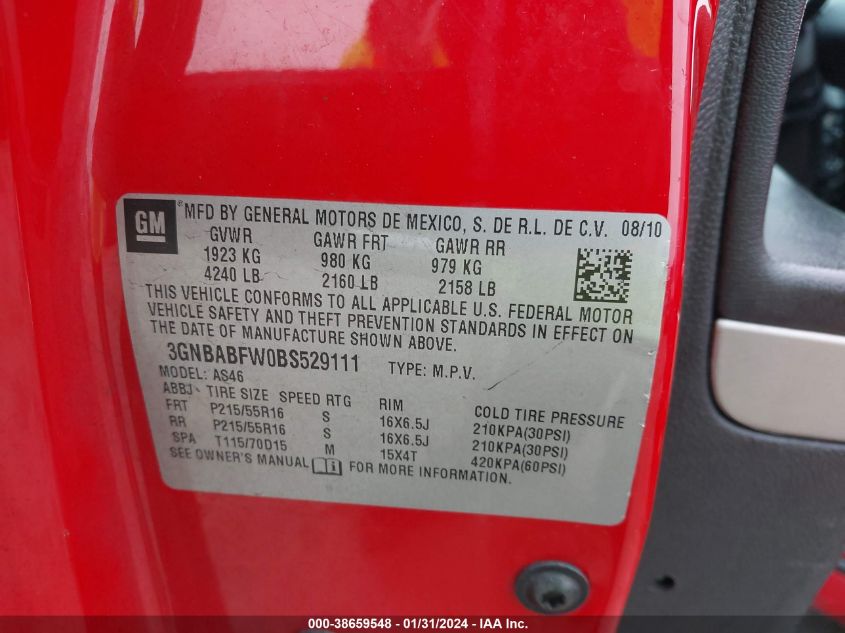 GM ® MFD BY GENERAL MOTORS DE MEXICO, S. DE R.L. DE C.V. 08/10
GVWR GAWR FRT GAWR RR
1923 KG 980 KG 979 KG
4240 LB 2160 LB 2158 LB
THIS VEHICLE CONFORMS TO ALL APPLICABLE U.S. FEDERAL MOTOR
VEHICLE SAFETY AND THEFT PREVENTION STANDARDS IN EFFECT ON
THE DATE OF MANUFACTURE SHOWN ABOVE.
3GNBABFW0BS529111 TYPE: M.P.V.
MODEL: AS46
TIRE SIZE SPEED RTG RIM COLD TIRE PRESSURE
FRT P215/55R16 S 16X6.5J 210KPA(30PSI)
RR P215/55R16 S 16X6.5J 210KPA(30PSI)
SPA T115/70D15 M 15X4T 420KPA(60PSI)
SEE OWNER'S MANUAL FOR MORE INFORMATION.
000-38659548 - 01/31/2024 - IAA Inc.